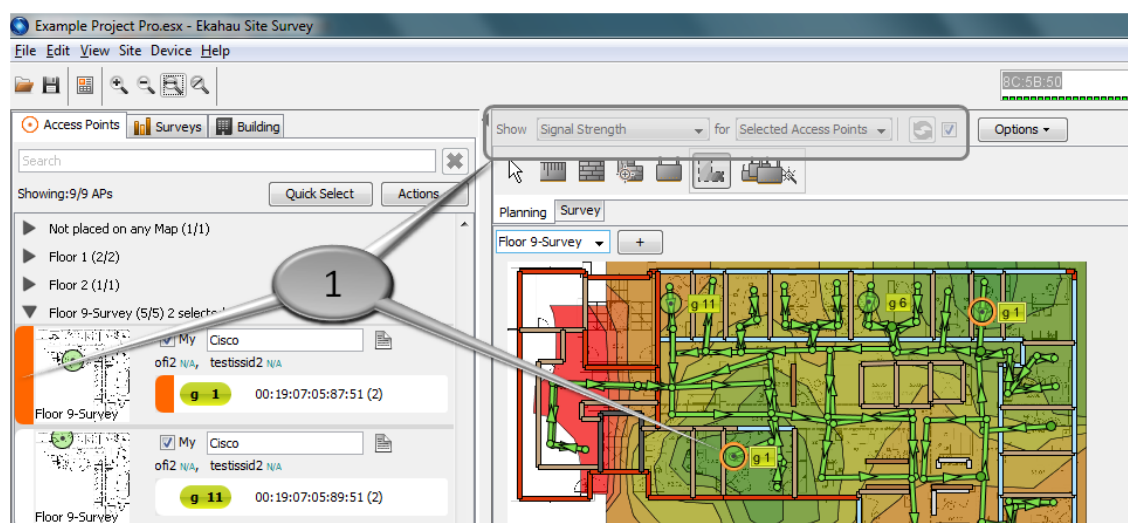 Example Project Pro.esx - Ekahau Site Survey
File Edit View Site Device Help
8C:5B:50
Access Points Surveys Building
Show Signal Strength for Selected Access Points Options
Search
Showing:9/9 APs Quick Select Actions
Planning Survey
Not placed on any Map (1/1)
Floor 9-Survey +
Floor 1 (2/2)
Floor 2 (1/1)
1
Floor 9-Survey (5/5) 2 selected
g 11 g 6 g 1
My Cisco
ofi2 N/A, testissid2 N/A
g 1 00:19:07:05:87:51 (2)
Floor 9-Survey
g 1
My Cisco
ofi2 N/A, testissid2 N/A
g 11 00:19:07:05:89:51 (2)
Floor 9-Survey